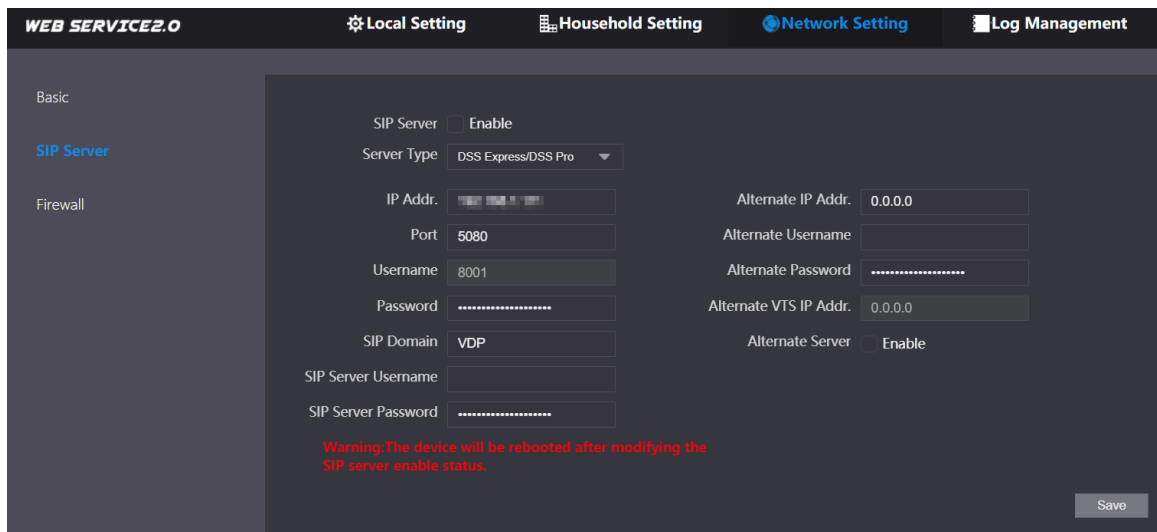 WEB SERVICE2.0
Local Setting
Household Setting
Network Setting
Log Management
Basic
SIP Server
Firewall
SIP Server Enable
Server Type DSS Express/DSS Pro
IP Addr.
Port 5080
Username 8001
Password ••••••••••••••••••••
SIP Domain VDP
SIP Server Username
SIP Server Password ••••••••••••••••••••
Alternate IP Addr. 0.0.0.0
Alternate Username
Alternate Password ••••••••••••••••••••
Alternate VTS IP Addr. 0.0.0.0
Alternate Server Enable
Warning:The device will be rebooted after modifying the
SIP server enable status.
Save